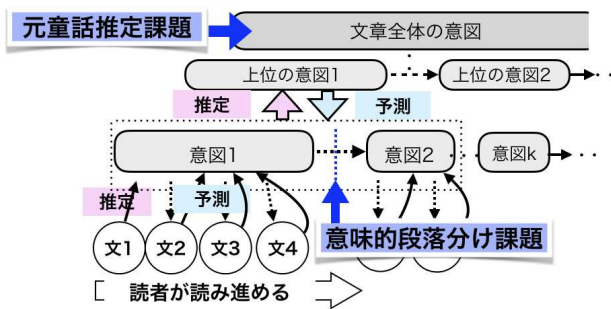 元童話推定課題
文章全体の意図
上位の意図1
上位の意図2
推定
予測
意図1
意図2
意図k
推定
予測
文1
文2
文3
文4
意味的段落分け課題
読者が読み進める